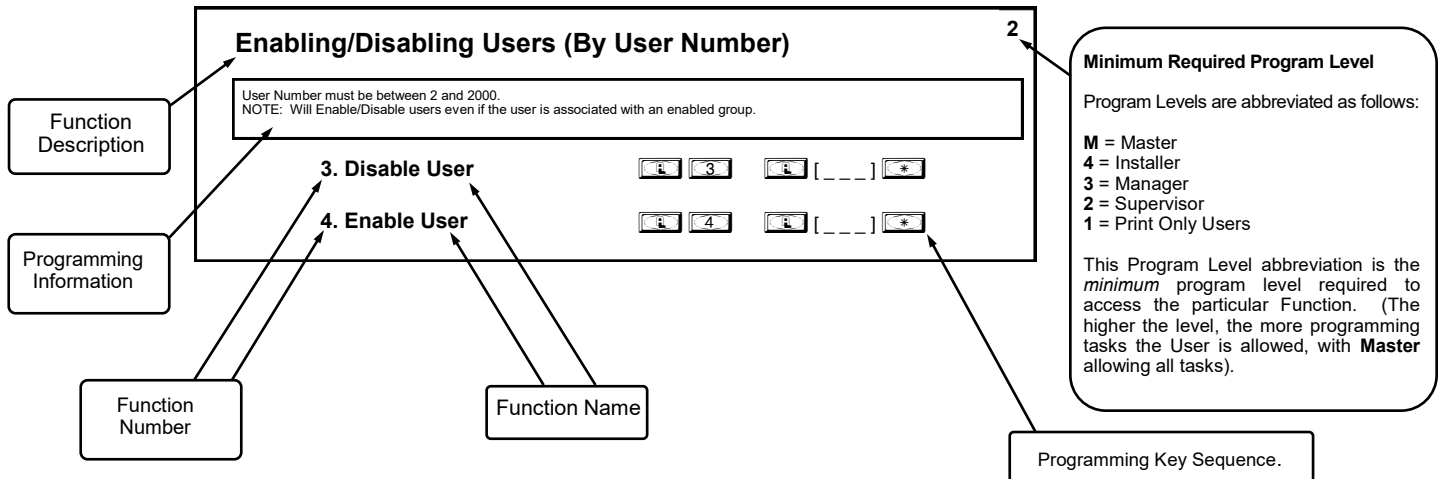 Enabling/Disabling Users (By User Number)
2
User Number must be between 2 and 2000.
NOTE: Will Enable/Disable users even if the user is associated with an enabled group.
3. Disable User
3 [ _ _ _ ] *
4. Enable User
4 [ _ _ _ ] *
Function
Description
Programming
Information
Function
Number
Function Name
Programming Key Sequence.
Minimum Required Program Level
Program Levels are abbreviated as follows:
M = Master
4 = Installer
3 = Manager
2 = Supervisor
1 = Print Only Users
This Program Level abbreviation is the
minimum program level required to
access the particular Function. (The
higher the level, the more programming
tasks the User is allowed, with Master
allowing all tasks).